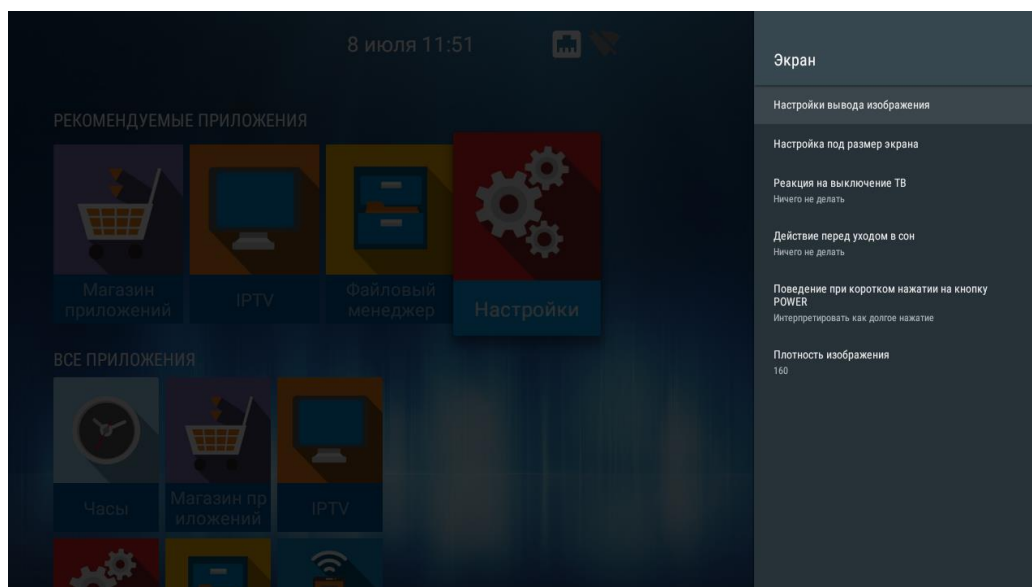 8 июля 11:51
РЕКОМЕНДУЕМЫЕ ПРИЛОЖЕНИЯ
Магазин
приложений
IPTV
Файловый
менеджер
Настройки
ВСЕ ПРИЛОЖЕНИЯ
Часы
Магазин пр
иложений
IPTV
Экран
Настройки вывода изображения
Настройка под размер экрана
Реакция на выключение ТВ
Ничего не делать
Действие перед уходом в сон
Ничего не делать
Поведение при коротком нажатии на кнопку
POWER
Интерпретировать как долгое нажатие
Плотность изображения
160